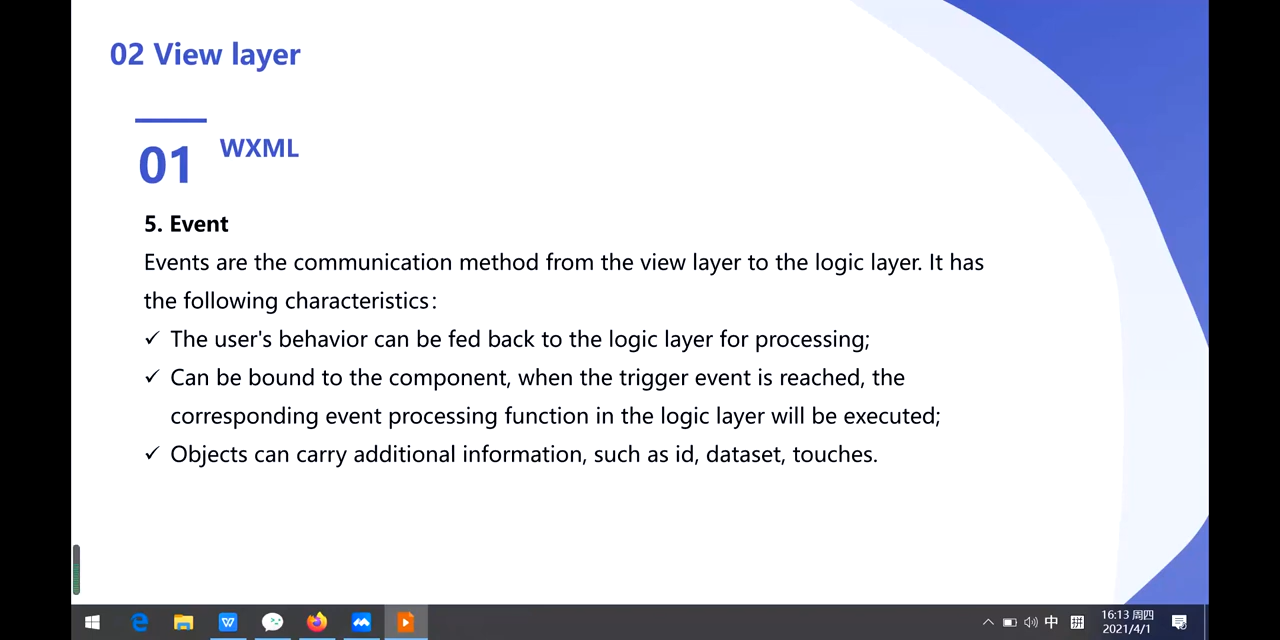 02 View layer
01
WXML
5. Event
Events are the communication method from the view layer to the logic layer. It has
the following characteristics：
✓ The user's behavior can be fed back to the logic layer for processing;
✓ Can be bound to the component, when the trigger event is reached, the
corresponding event processing function in the logic layer will be executed;
✓ Objects can carry additional information, such as id, dataset, touches.
中
拼
16:13 周四
2021/4/1